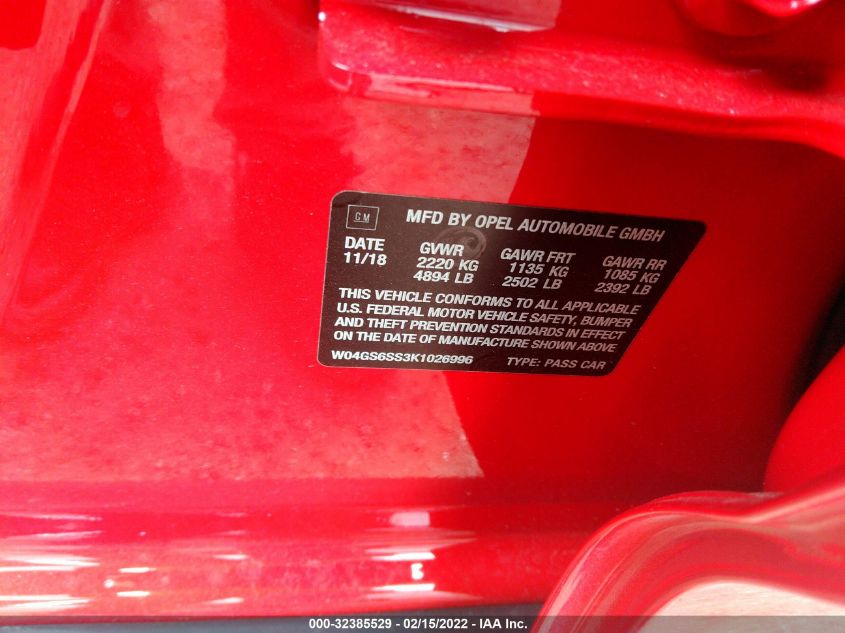 GM MFD BY OPEL AUTOMOBILE GMBH
DATE GVWR GAWR FRT GAWR RR
11/18 2220 KG 1135 KG 1085 KG
4894 LB 2502 LB 2392 LB
THIS VEHICLE CONFORMS TO ALL APPLICABLE
U.S. FEDERAL MOTOR VEHICLE SAFETY, BUMPER
AND THEFT PREVENTION STANDARDS IN EFFECT
ON THE DATE OF MANUFACTURE SHOWN ABOVE
W04GS6SS3K1026996 TYPE: PASS CAR
000-32385529 - 02/15/2022 - IAA Inc.